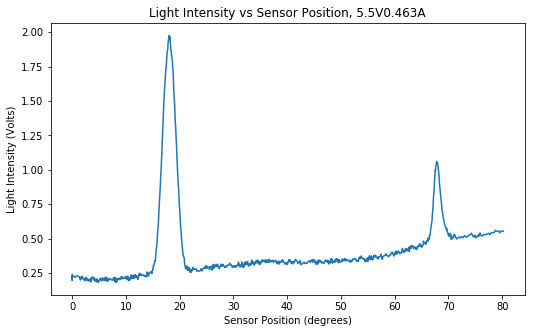 Light Intensity vs Sensor Position, 5.5V0.463A
2.00
1.75
1.50
1.25
1.00
0.75
0.50
0.25
Light Intensity (Volts)
0 10 20 30 40 50 60 70 80
Sensor Position (degrees)